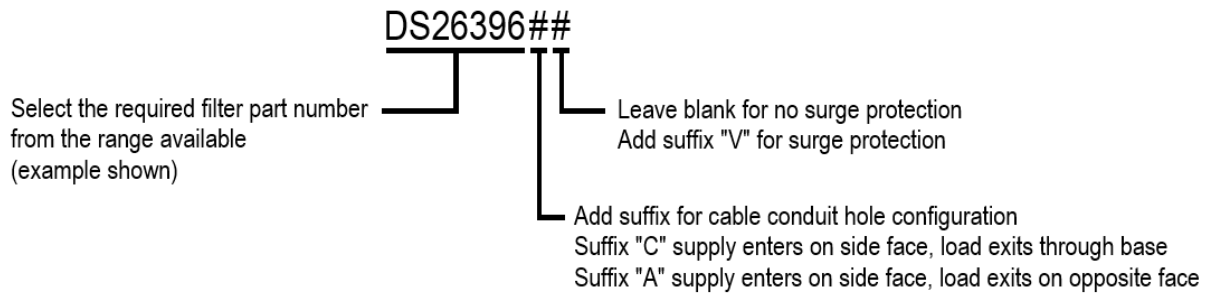 DS26396##
Select the required filter part number
from the range available
(example shown)
Leave blank for no surge protection
Add suffix "V" for surge protection
Add suffix for cable conduit hole configuration
Suffix "C" supply enters on side face, load exits through base
Suffix "A" supply enters on side face, load exits on opposite face